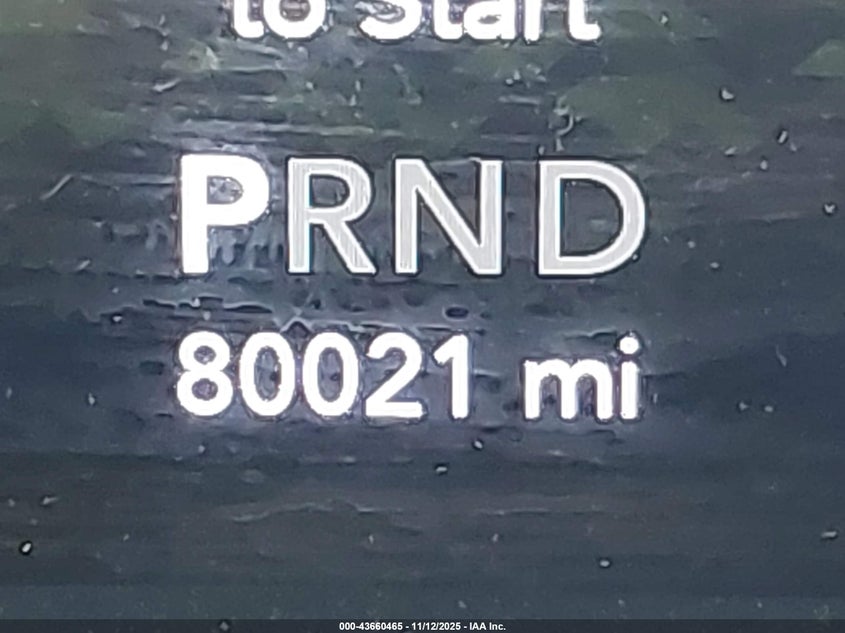 to Start
PRND
80021 mi
000-43660465 - 11/12/2025 - IAA Inc.